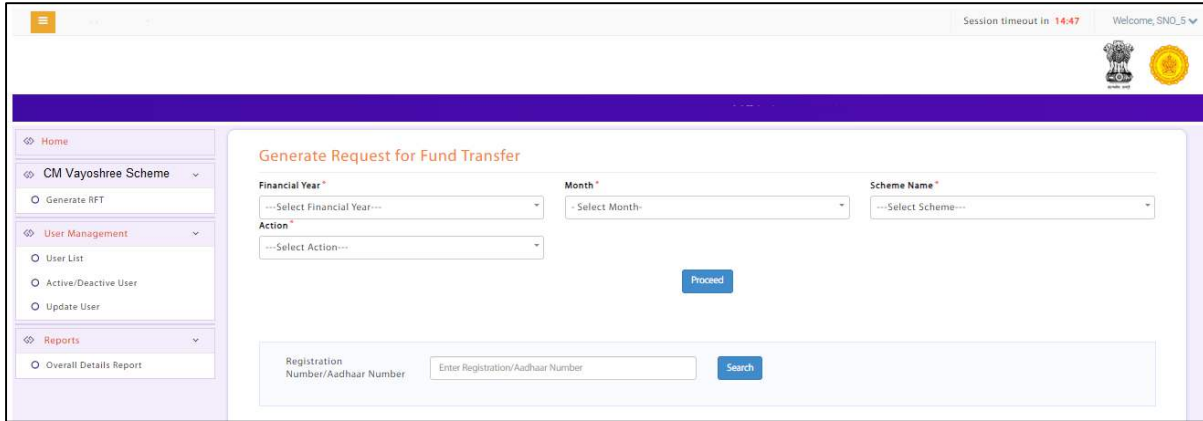 Session timeout in 14:47 Welcome, SNO_5
Home
CM Vayoshree Scheme
Generate RFT
User Management
User List
Active/Deactive User
Update User
Reports
Overall Details Report
Generate Request for Fund Transfer
Financial Year * Month * Scheme Name *
---Select Financial Year--- - Select Month- ---Select Scheme---
Action *
---Select Action---
Proceed
Registration
Number/Aadhaar Number
Enter Registration/Aadhaar Number
Search